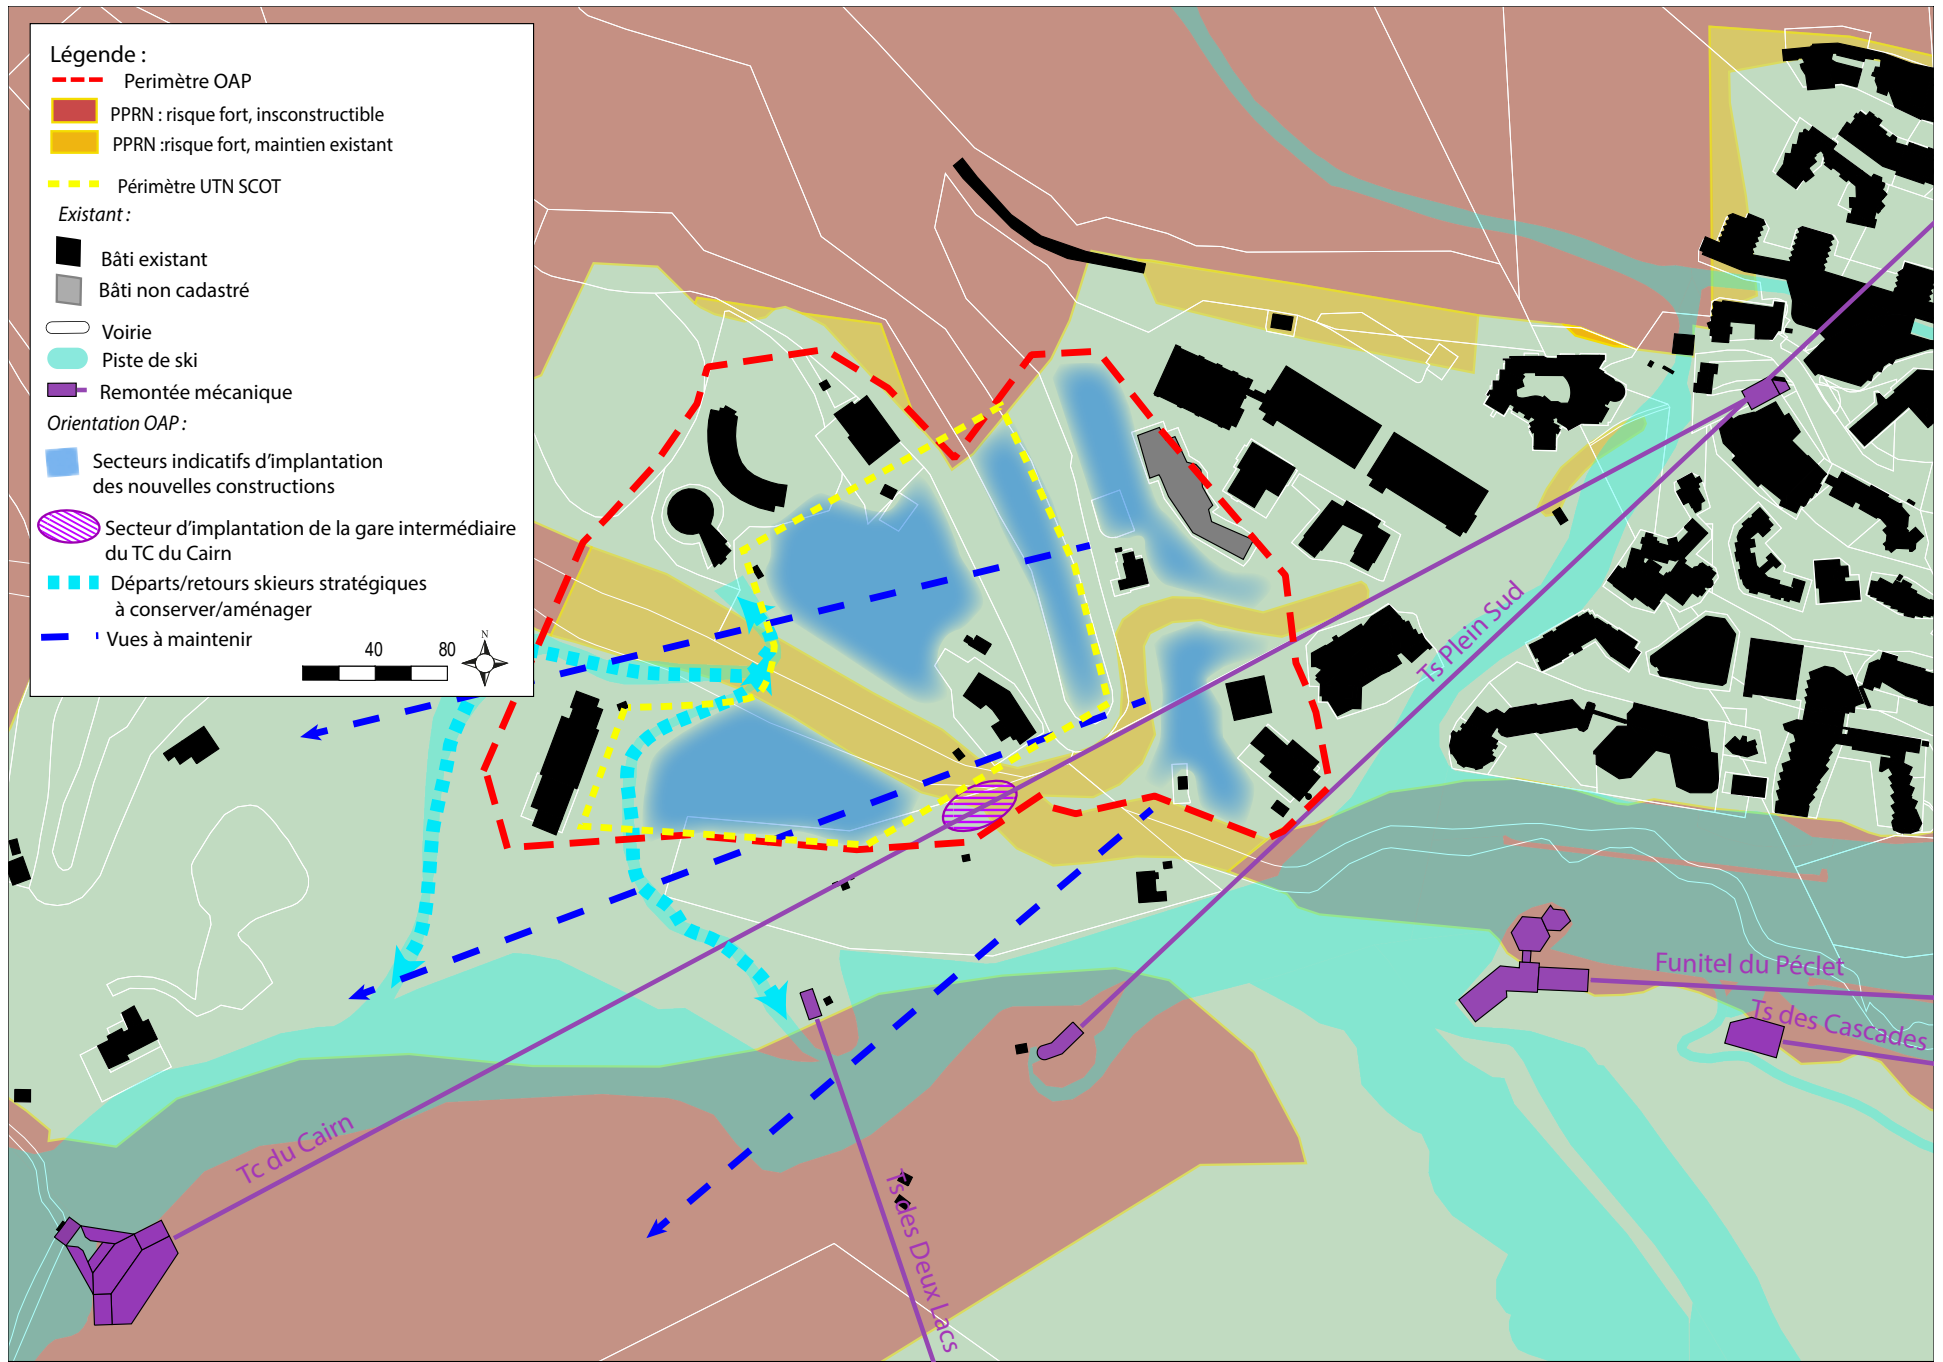 Légende :
Perimètre OAP
PPRN : risque fort, insconstructible
PPRN :risque fort, maintien existant
Périmètre UTN SCOT
Existant :
Bâti existant
Bâti non cadastré
Voirie
Piste de ski
Remontée mécanique
Orientation OAP :
Secteurs indicatifs d'implantation
des nouvelles constructions
Secteur d'implantation de la gare intermédiaire
du TC du Cairn
Départs/retours skieurs stratégiques
à conserver/aménager
Vues à maintenir
40 80
N
Ts Plein Sud
Funitel du Péclet
Ts des Cascades
Tc du Cairn
Ts des Deux Lacs